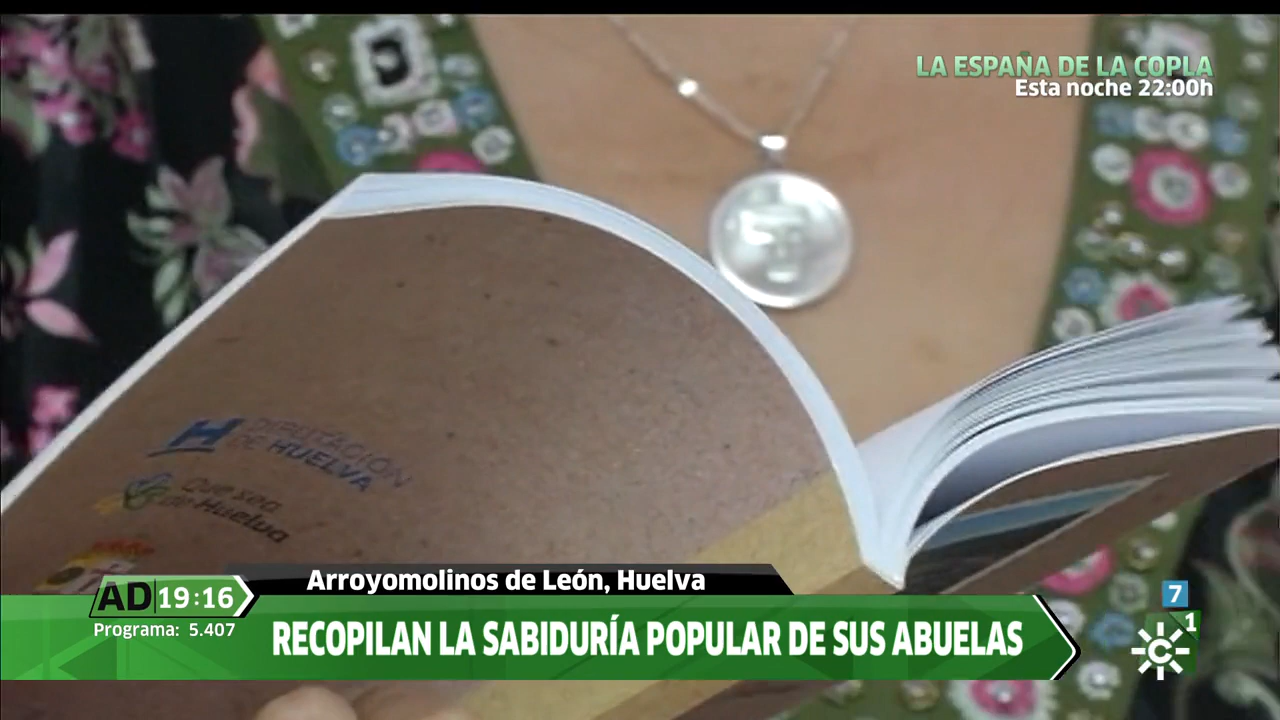 LA ESPAÑA DE LA COPLA
Esta noche 22:00h
DIPUTACIÓN
DE HUELVA
Que sea
de Huelva
Arroyomolinos de León, Huelva
AD 19:16
Programa: 5.407
RECOPILAN LA SABIDURÍA POPULAR DE SUS ABUELAS
7
1